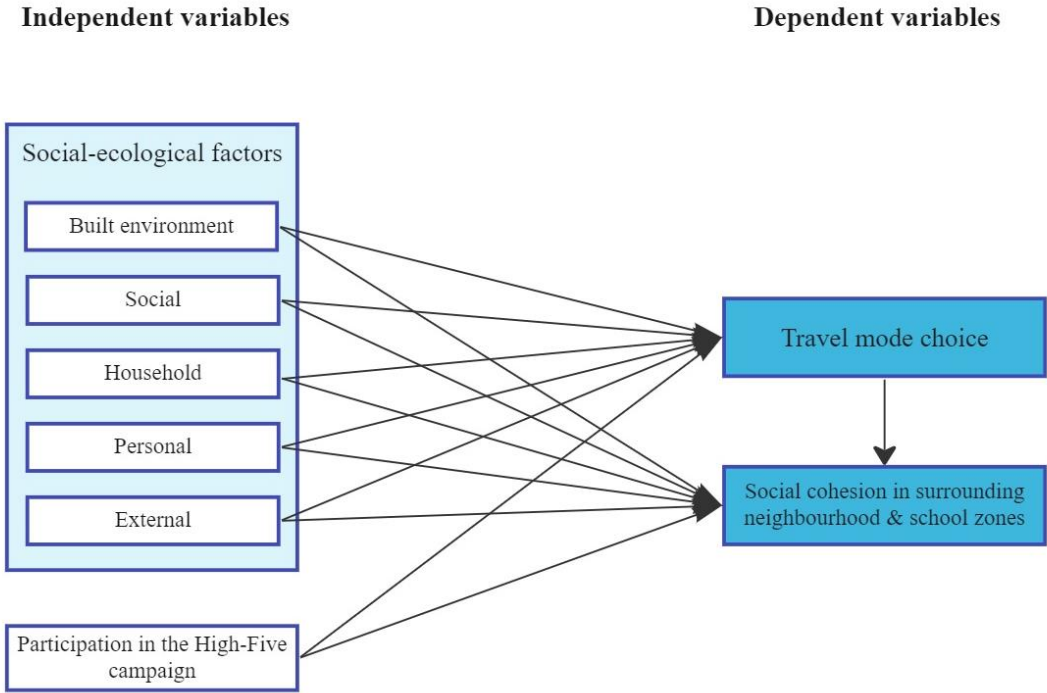 Independent variables
Dependent variables
Social-ecological factors
Built environment
Social
Household
Personal
External
Participation in the High-Five
campaign
Travel mode choice
Social cohesion in surrounding
neighbourhood & school zones